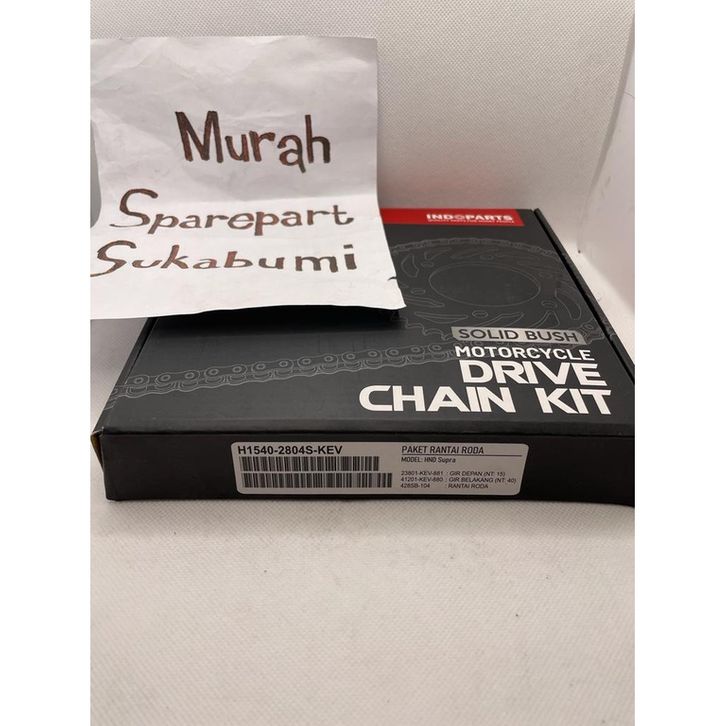 Murah
Sparepart
Sukabumi
INDOPARTS
SOLID BUSH
MOTORCYCLE
DRIVE
CHAIN KIT
H1540-2804S-KEV
PAKET RANTAI RODA
MODEL: HND Supra
23801-KEV-881 : GIR DEPAN (NT: 15)
41201-KEV-880 : GIR BELAKANG (NT: 40)
428SB-104 : RANTAI RODA